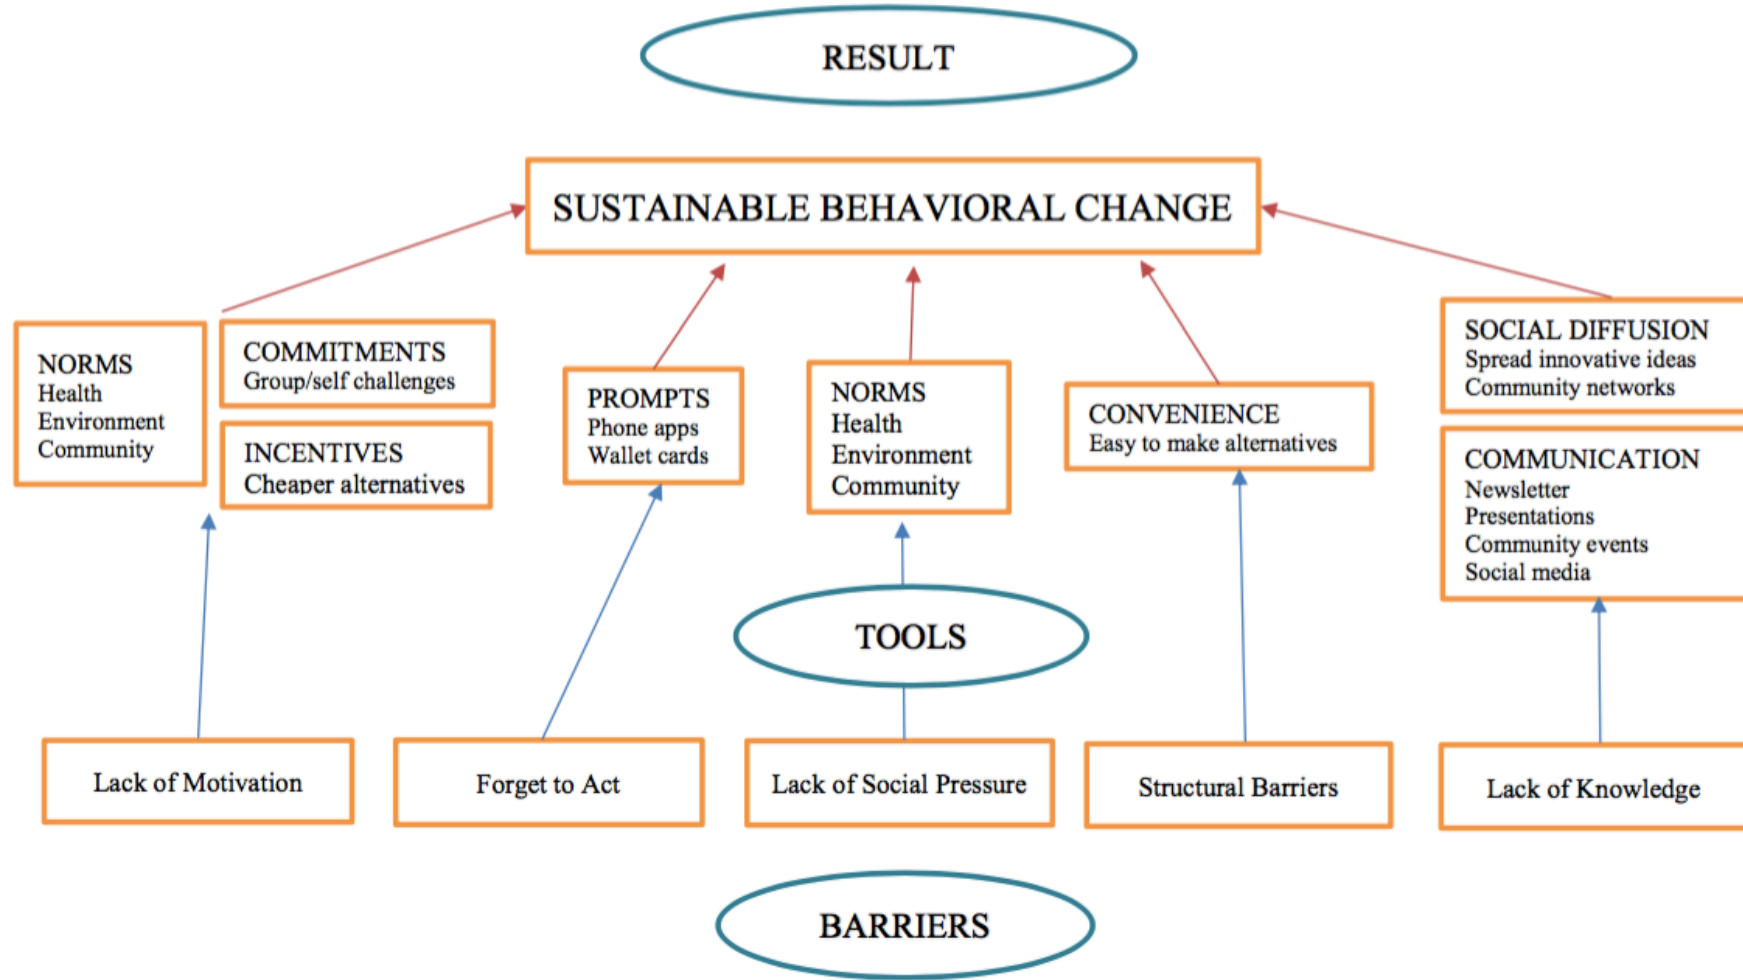 RESULT
SUSTAINABLE BEHAVIORAL CHANGE
NORMS
Health
Environment
Community
COMMITMENTS
Group/self challenges
INCENTIVES
Cheaper alternatives
PROMPTS
Phone apps
Wallet cards
NORMS
Health
Environment
Community
CONVENIENCE
Easy to make alternatives
SOCIAL DIFFUSION
Spread innovative ideas
Community networks
COMMUNICATION
Newsletter
Presentations
Community events
Social media
TOOLS
Lack of Motivation
Forget to Act
Lack of Social Pressure
Structural Barriers
Lack of Knowledge
BARRIERS